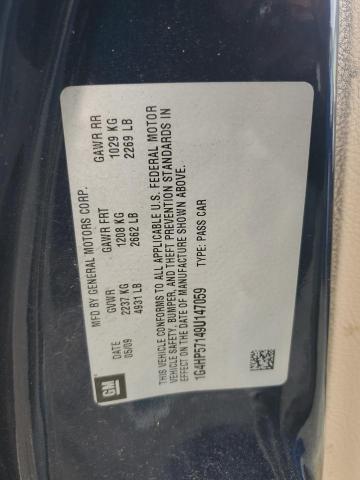 GM
MFD BY GENERAL MOTORS CORP.
DATE GVWR GAWR FRT GAWR RR
05/09 2237 KG 1208 KG 1029 KG
4931 LB 2662 LB 2269 LB
THIS VEHICLE CONFORMS TO ALL APPLICABLE U.S. FEDERAL MOTOR
VEHICLE SAFETY, BUMPER, AND THEFT PREVENTION STANDARDS IN
EFFECT ON THE DATE OF MANUFACTURE SHOWN ABOVE.
1G4HP57149U147059 TYPE: PASS CAR